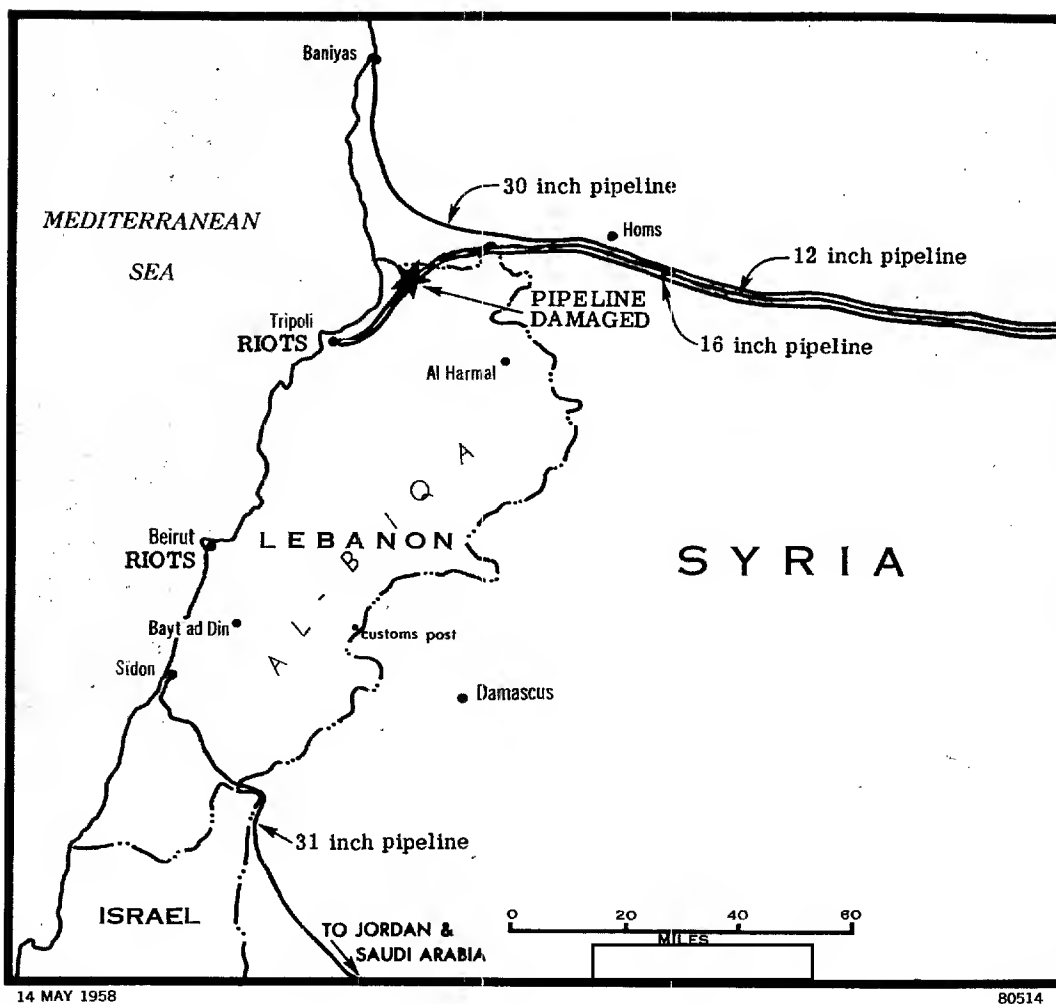 Baniyas
30 inch pipeline
MEDITERRANEAN
SEA
Homs
12 inch pipeline
PIPELINE
DAMAGED
Tripoli
RIOTS
16 inch pipeline
Al Harmal
AL-BIQA
Beirut
RIOTS
LEBANON
SYRIA
Bayt ad Din
customs post
Sidon
Damascus
31 inch pipeline
ISRAEL
TO JORDAN &
SAUDI ARABIA
0 20 40 60
MILES
14 MAY 1958
80514